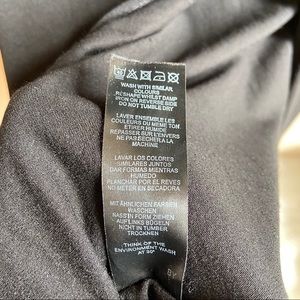 WASH WITH SIMILAR
COLOURS
RESHAPE WHILST DAMP
IRON ON REVERSE SIDE
DO NOT TUMBLE DRY
LAVER ENSEMBLE LES
COULEURS DU MEME TON
ETIRER HUMIDE
REPASSER SUR L'ENVERS
NE PAS SECHER A LA
MACHINE
LAVAR LOS COLORES
SIMILARES JUNTOS
DAR FORMAS MIENTRAS
HUMEDO
PLANCHAR POR EL REVES
NO METER EN SECADORA
MIT ÄHNLICHEN FARBEN
WASCHEN
NASS IN FORM ZIEHEN
AUF LINKS BÜGELN
NICHT IN TUMBLER
TROCKNEN
THINK OF THE
ENVIRONMENT WASH
AT 30°